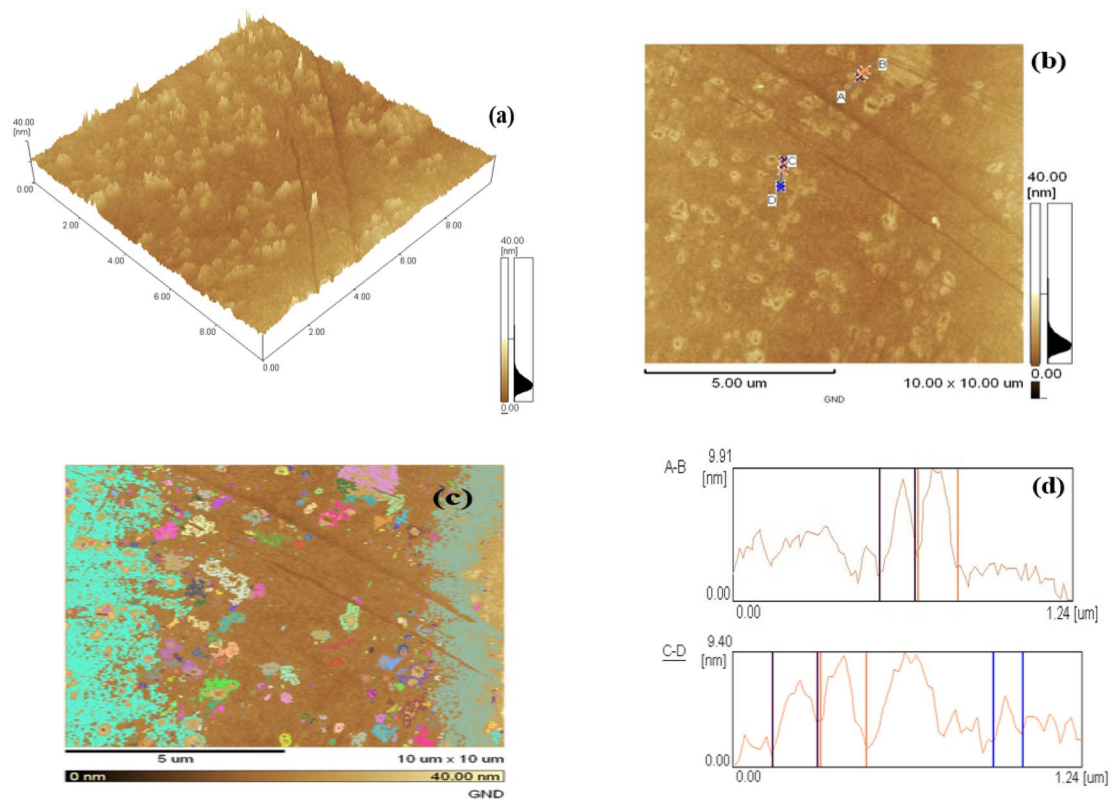 (a)
40.00
[nm]
0.00
2.00
4.00
6.00
8.00
0.00
2.00
4.00
6.00
8.00
40.00
[nm]
0.00
(b)
B
A
C
D
40.00
[nm]
0.00
5.00 um
10.00 x 10.00 um
GND
(c)
5 um
10 um x 10 um
0 nm
40.00 nm
GND
(d)
A-B
9.91
[nm]
0.00
0.00
1.24 [um]
C-D
9.40
[nm]
0.00
0.00
1.24 [um]